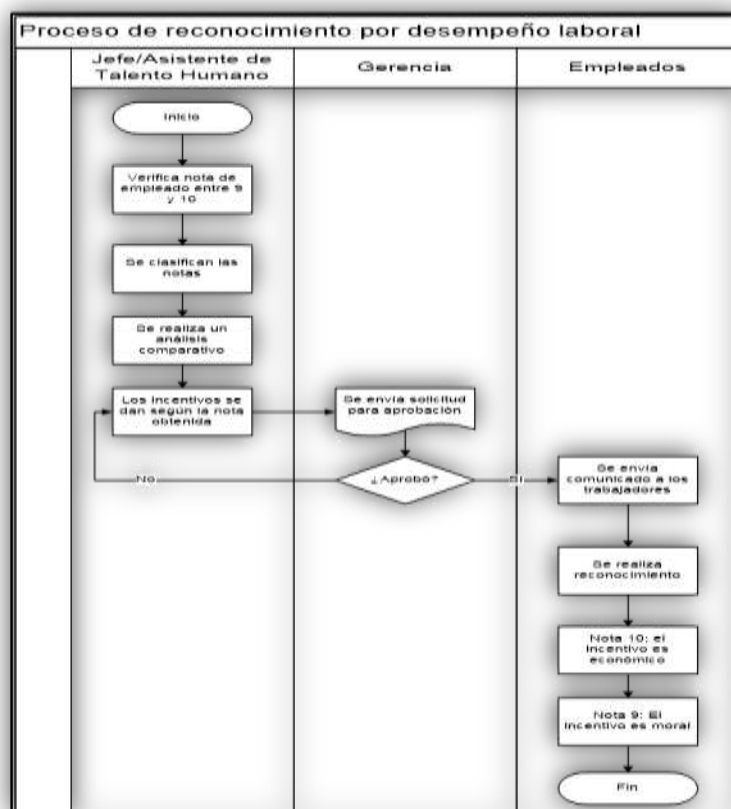 Proceso de reconocimiento por desempeño laboral
Jefe/Asistente de
Talento Humano
Gerencia
Empleados
Inicio
Verifica nota de
empleado entre 9
y 10
Se clasifican las
notas
Se realiza un
análisis
comparativo
Los incentivos se
dan según la nota
obtenida
Se envía solicitud
para aprobación
¿Aprobó?
No
Si
Se envía
comunicado a los
trabajadores
Se realiza
reconocimiento
Nota 10: el
incentivo es
económico
Nota 9: El
incentivo es moral
Fin